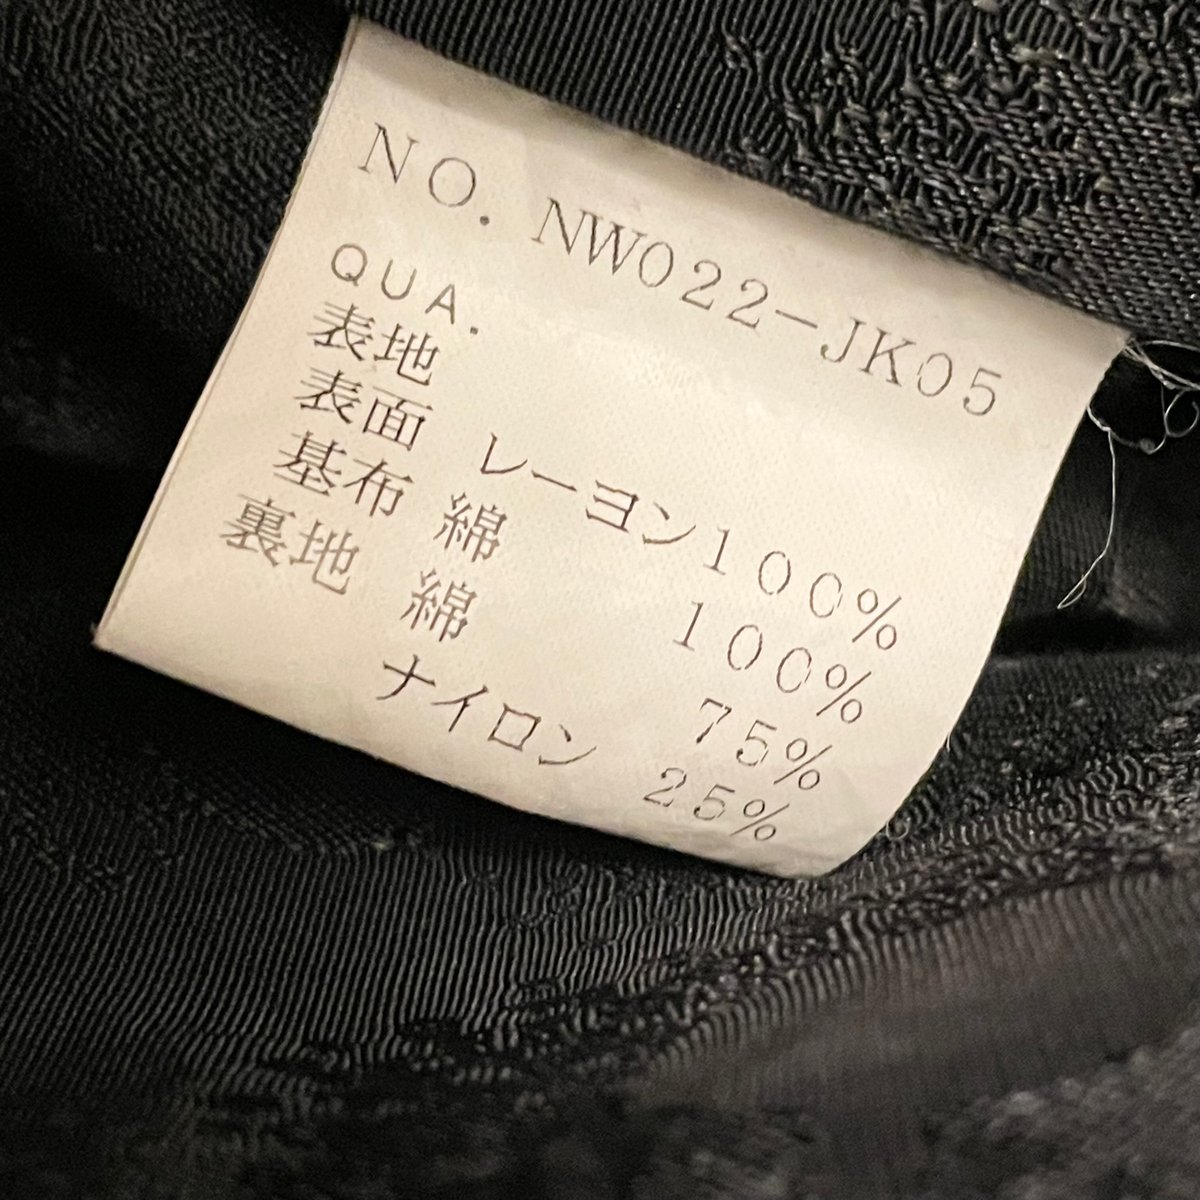 NO. NW022-JK05
QUA.
表地
表面 レーヨン100%
基布 綿 100%
裏地 綿 75%
ナイロン 25%